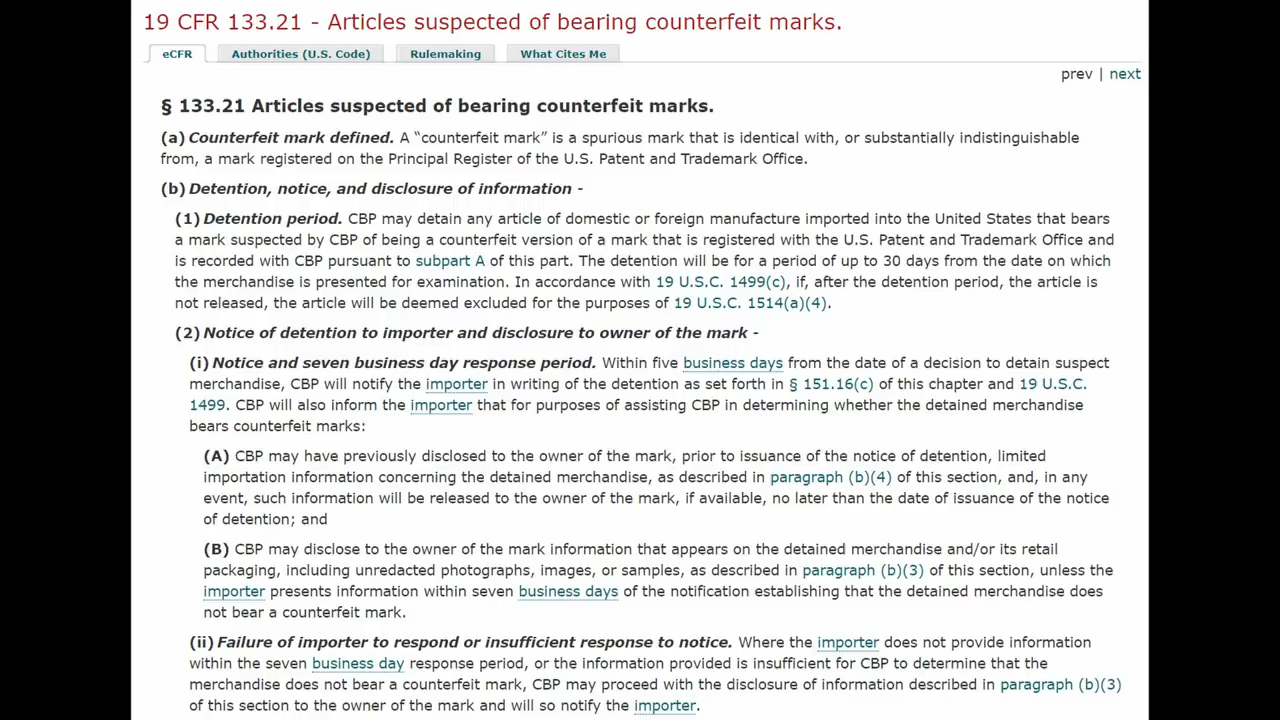 19 CFR 133.21 - Articles suspected of bearing counterfeit marks.
eCFR Authorities (U.S. Code) Rulemaking What Cites Me
prev | next
§ 133.21 Articles suspected of bearing counterfeit marks.
(a) Counterfeit mark defined. A “counterfeit mark” is a spurious mark that is identical with, or substantially indistinguishable
from, a mark registered on the Principal Register of the U.S. Patent and Trademark Office.
(b) Detention, notice, and disclosure of information -
(1) Detention period. CBP may detain any article of domestic or foreign manufacture imported into the United States that bears
a mark suspected by CBP of being a counterfeit version of a mark that is registered with the U.S. Patent and Trademark Office and
is recorded with CBP pursuant to subpart A of this part. The detention will be for a period of up to 30 days from the date on which
the merchandise is presented for examination. In accordance with 19 U.S.C. 1499(c), if, after the detention period, the article is
not released, the article will be deemed excluded for the purposes of 19 U.S.C. 1514(a)(4).
(2) Notice of detention to importer and disclosure to owner of the mark -
(i) Notice and seven business day response period. Within five business days from the date of a decision to detain suspect
merchandise, CBP will notify the importer in writing of the detention as set forth in § 151.16(c) of this chapter and 19 U.S.C.
1499. CBP will also inform the importer that for purposes of assisting CBP in determining whether the detained merchandise
bears counterfeit marks:
(A) CBP may have previously disclosed to the owner of the mark, prior to issuance of the notice of detention, limited
importation information concerning the detained merchandise, as described in paragraph (b)(4) of this section, and, in any
event, such information will be released to the owner of the mark, if available, no later than the date of issuance of the notice
of detention; and
(B) CBP may disclose to the owner of the mark information that appears on the detained merchandise and/or its retail
packaging, including unredacted photographs, images, or samples, as described in paragraph (b)(3) of this section, unless the
importer presents information within seven business days of the notification establishing that the detained merchandise does
not bear a counterfeit mark.
(ii) Failure of importer to respond or insufficient response to notice. Where the importer does not provide information
within the seven business day response period, or the information provided is insufficient for CBP to determine that the
merchandise does not bear a counterfeit mark, CBP may proceed with the disclosure of information described in paragraph (b)(3)
of this section to the owner of the mark and will so notify the importer.